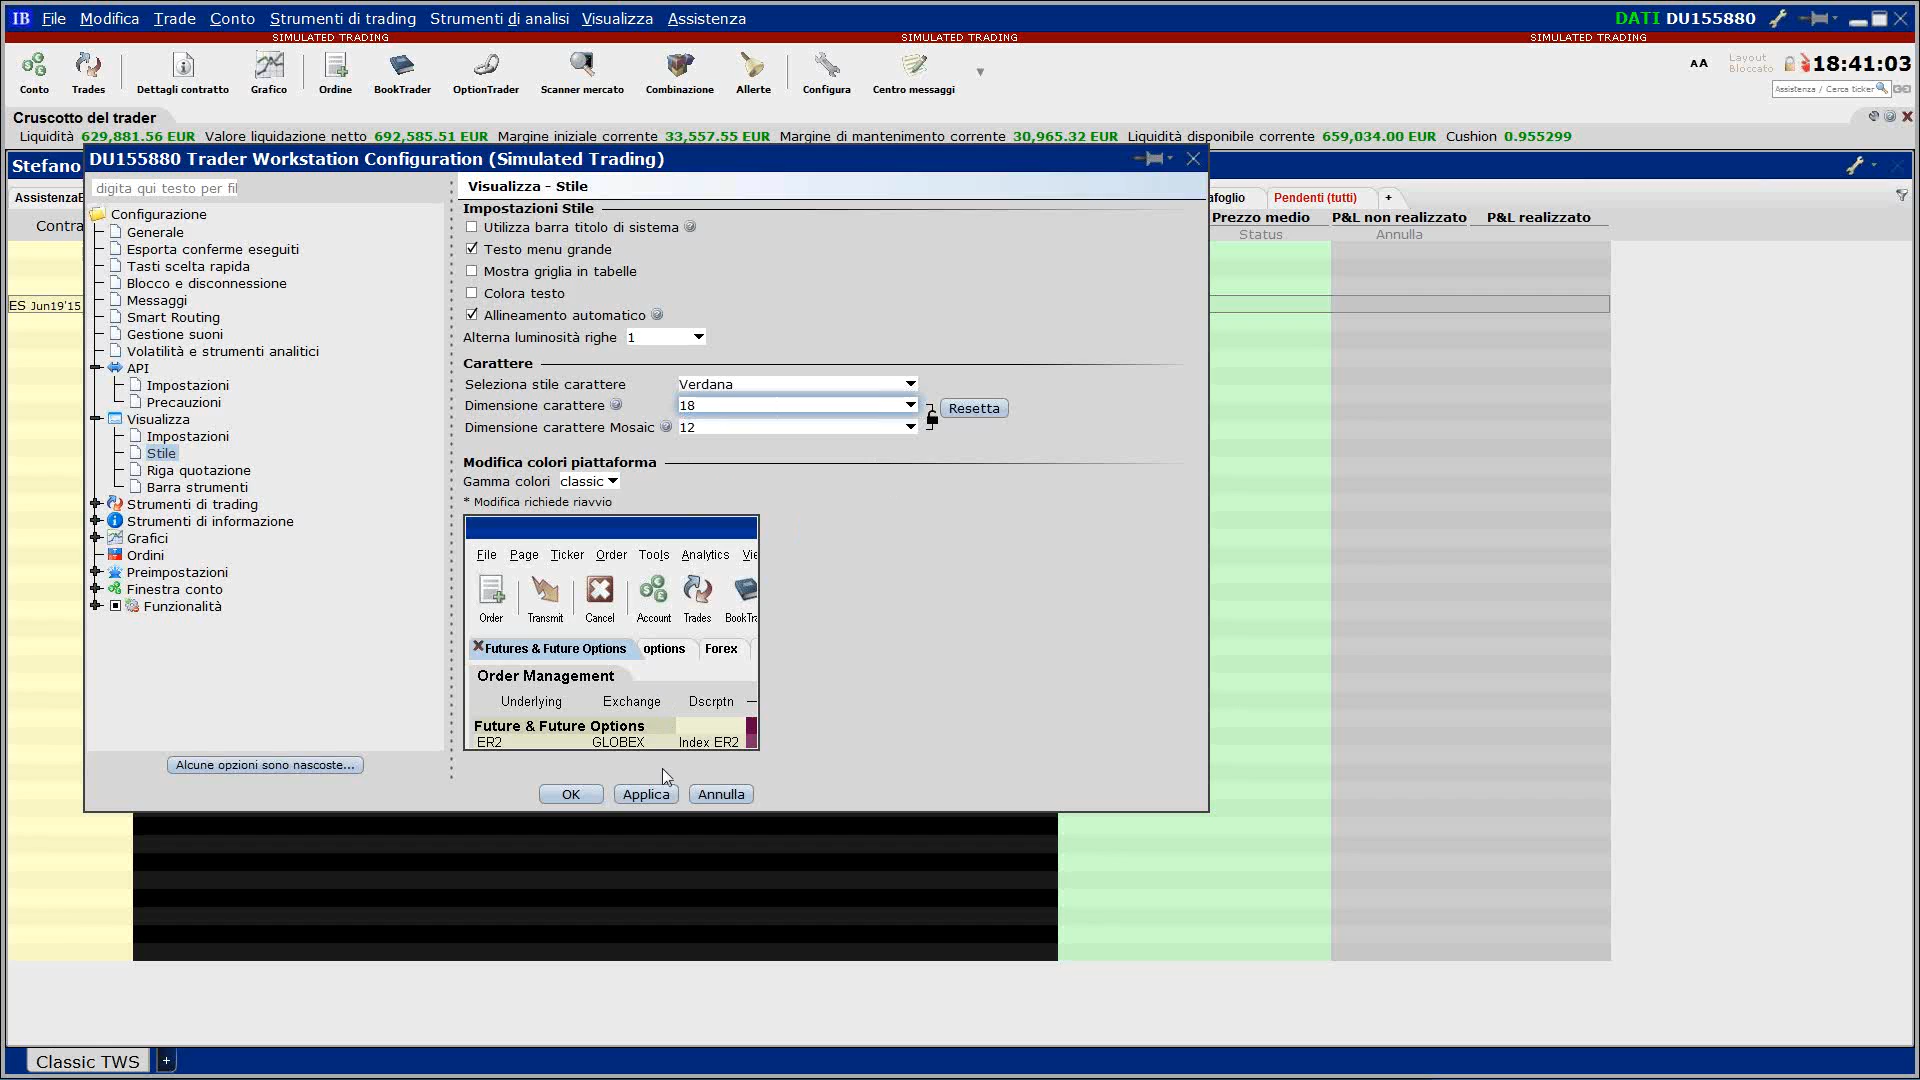 IB File Modifica Trade Conto Strumenti di trading Strumenti di analisi Visualizza Assistenza DATI DU155880
SIMULATED TRADING SIMULATED TRADING SIMULATED TRADING
Conto Trades Dettagli contratto Grafico Ordine BookTrader OptionTrader Scanner mercato Combinazione Allerte Configura Centro messaggi
AA Layout Bloccato 18:41:03
Assistenza / Cerca ticker
Cruscotto del trader
Liquidità 629,881.56 EUR Valore liquidazione netto 692,585.51 EUR Margine iniziale corrente 33,557.55 EUR Margine di mantenimento corrente 30,965.32 EUR Liquidità disponibile corrente 659,034.00 EUR Cushion 0.955299
Stefano
DU155880 Trader Workstation Configuration (Simulated Trading)
AssistenzaE
afoglio Pendenti (tutti) +
Contra
Prezzo medio P&L non realizzato P&L realizzato
Status Annulla
ES Jun19'15
digita qui testo per fil
Configurazione
Generale
Esporta conferme eseguiti
Tasti scelta rapida
Blocco e disconnessione
Messaggi
Smart Routing
Gestione suoni
Volatilità e strumenti analitici
API
Impostazioni
Precauzioni
Visualizza
Impostazioni
Stile
Riga quotazione
Barra strumenti
Strumenti di trading
Strumenti di informazione
Grafici
Ordini
Preimpostazioni
Finestra conto
Funzionalità
Alcune opzioni sono nascoste...
Visualizza - Stile
Impostazioni Stile
Utilizza barra titolo di sistema
Testo menu grande
Mostra griglia in tabelle
Colora testo
Allineamento automatico
Alterna luminosità righe 1
Carattere
Seleziona stile carattere Verdana
Dimensione carattere 18
Resetta
Dimensione carattere Mosaic 12
Modifica colori piattaforma
Gamma colori classic
* Modifica richiede riavvio
File Page Ticker Order Tools Analytics Vie
Order Transmit Cancel Account Trades BookTra
Futures & Future Options options Forex
Order Management
Underlying Exchange Dscrptn
Future & Future Options
ER2 GLOBEX Index ER2
OK Applica Annulla
Classic TWS +